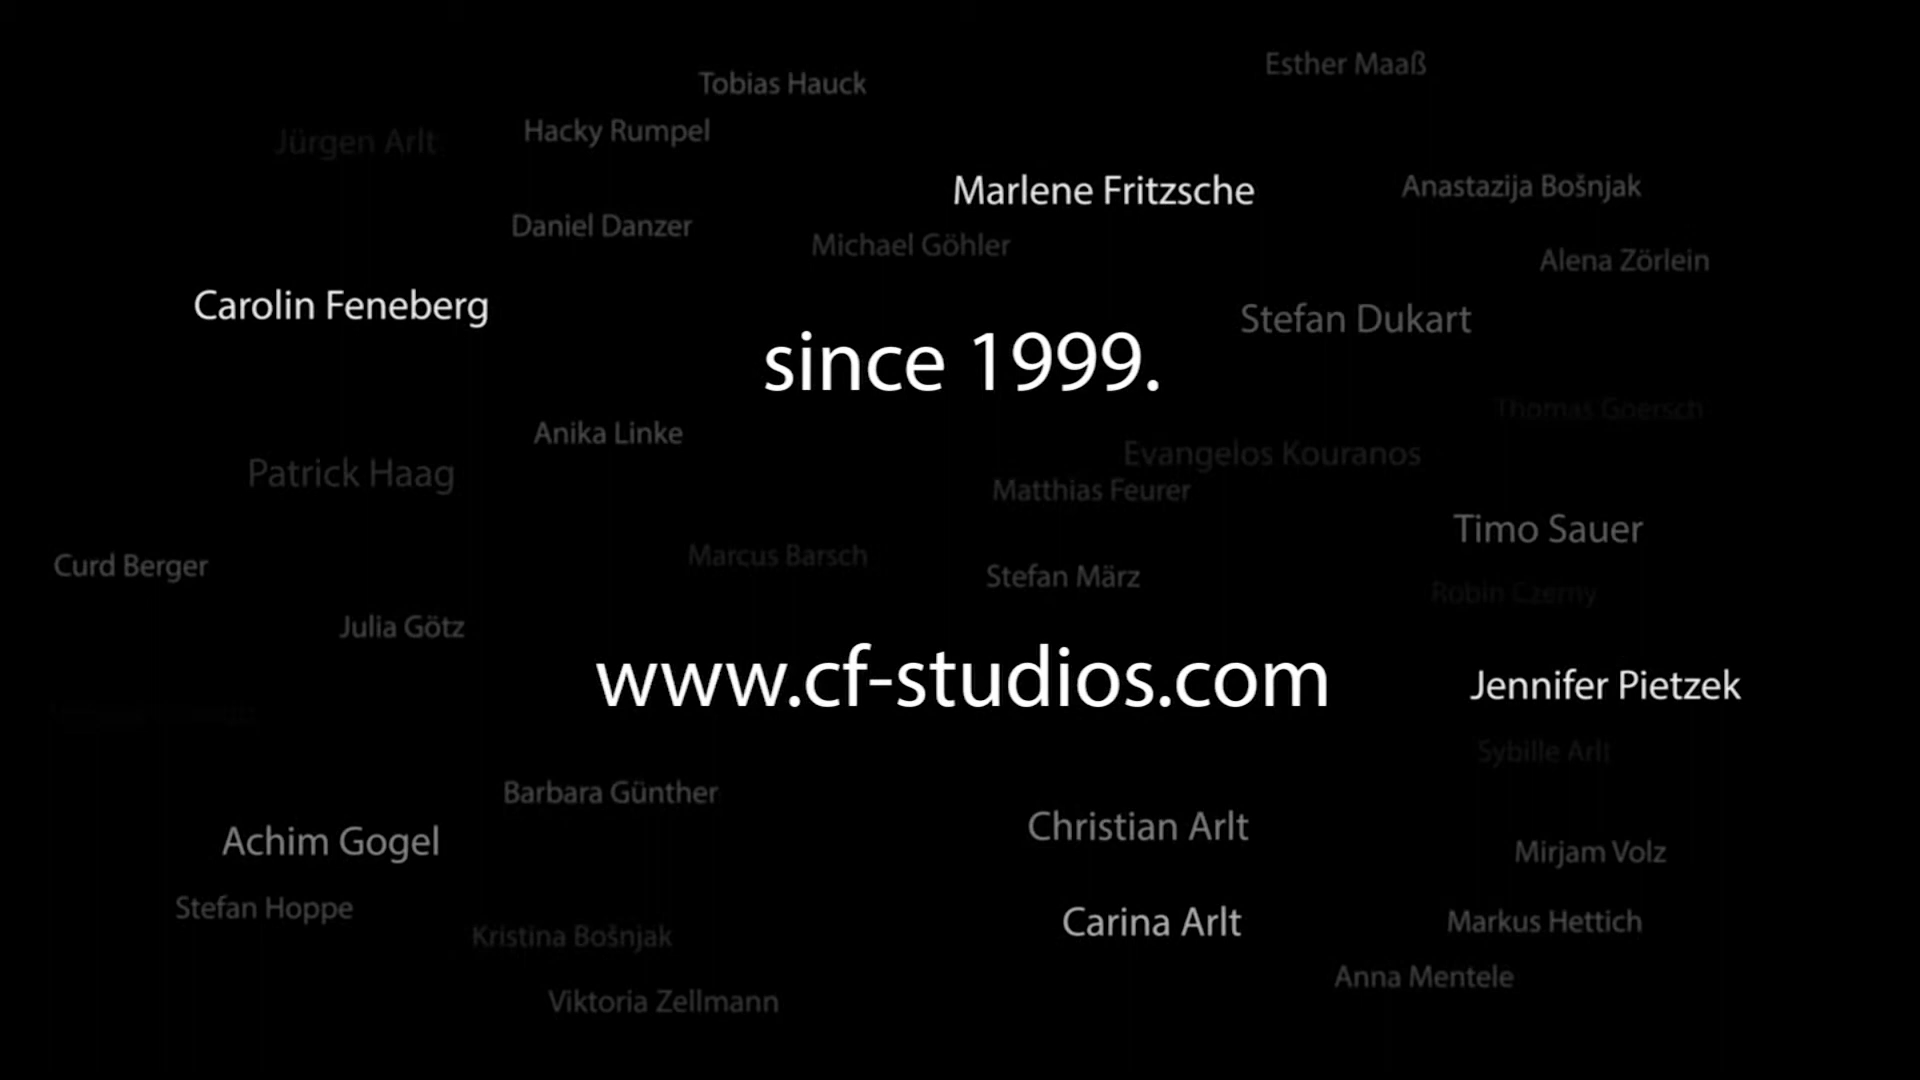 Esther Maaß
Tobias Hauck
Hacky Rumpel
Jürgen Arlt
Marlene Fritzsche
Anastazija Bošnjak
Daniel Danzer
Michael Göhler
Alena Zörlein
Carolin Feneberg
Stefan Dukart
since 1999.
Thomas Goersch
Anika Linke
Evangelos Kouranos
Patrick Haag
Matthias Feurer
Timo Sauer
Marcus Barsch
Curd Berger
Stefan März
Robin Czerny
Julia Götz
www.cf-studios.com
Jennifer Pietzek
Sybille Arlt
Barbara Günther
Christian Arlt
Achim Gogel
Mirjam Volz
Stefan Hoppe
Carina Arlt
Markus Hettich
Kristina Bošnjak
Anna Mentele
Viktoria Zellmann